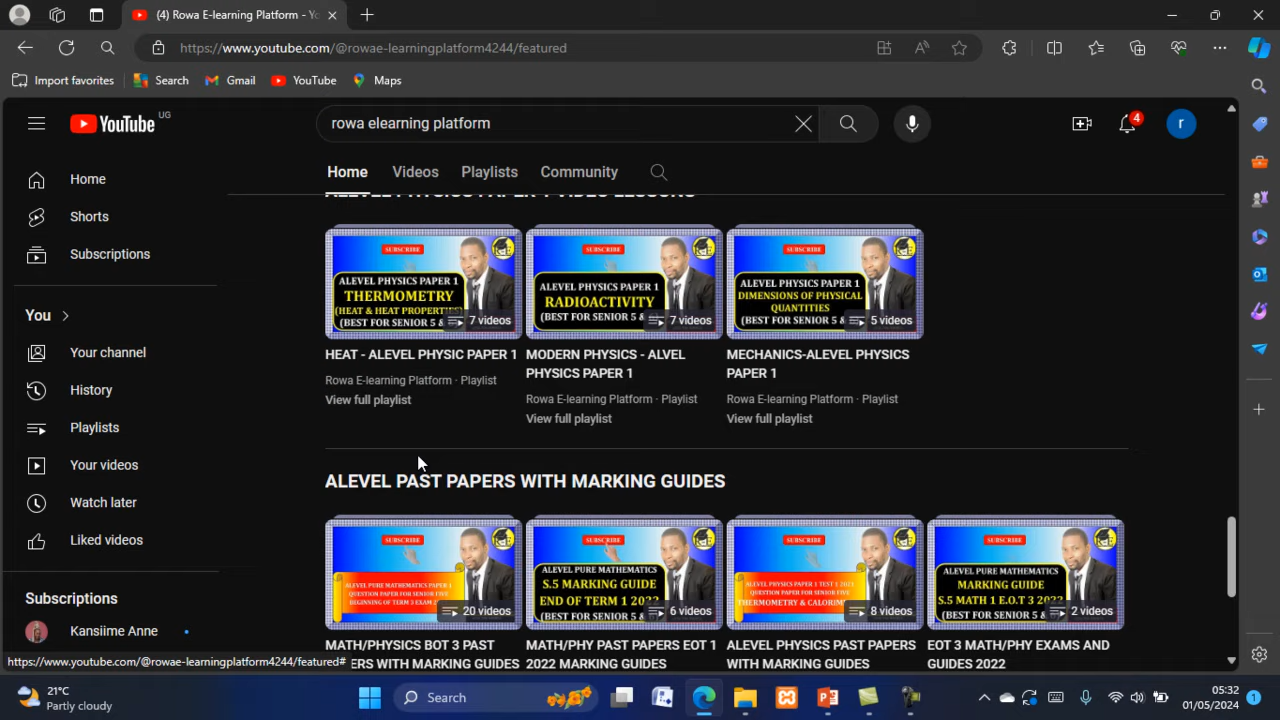 (4) Rowa E-learning Platform - Yo
https://www.youtube.com/@rowae-learningplatform4244/featured
Import favorites
Search
Gmail
YouTube
Maps
YouTube UG
rowa elearning platform
4
r
Home
Videos
Playlists
Community
Home
Shorts
Subscriptions
You
Your channel
History
Playlists
Your videos
Watch later
Liked videos
Subscriptions
Kansiime Anne
ALEVEL PHYSICS PAPER 1 VIDEO LESSONS
SUBSCRIBE
ALEVEL PHYSICS PAPER 1
THERMOMETRY
(HEAT & HEAT PROPERTIES)
(BEST FOR SENIOR 5 &
7 videos
HEAT - ALEVEL PHYSIC PAPER 1
Rowa E-learning Platform · Playlist
View full playlist
SUBSCRIBE
ALEVEL PHYSICS PAPER 1
RADIOACTIVITY
(BEST FOR SENIOR 5 &
7 videos
MODERN PHYSICS - ALVEL
PHYSICS PAPER 1
Rowa E-learning Platform · Playlist
View full playlist
SUBSCRIBE
ALEVEL PHYSICS PAPER 1
DIMENSIONS OF PHYSICAL
QUANTITIES
(BEST FOR SENIOR 5 &
5 videos
MECHANICS-ALEVEL PHYSICS
PAPER 1
Rowa E-learning Platform · Playlist
View full playlist
ALEVEL PAST PAPERS WITH MARKING GUIDES
SUBSCRIBE
ALEVEL PURE MATHEMATICS PAPER 1
QUESTION PAPER FOR SENIOR FIVE
BEGINNING OF TERM 3 EXAM
20 videos
MATH/PHYSICS BOT 3 PAST
ERS WITH MARKING GUIDES
SUBSCRIBE
ALEVEL PURE MATHEMATICS
S.5 MARKING GUIDE
END OF TERM 1 2022
(BEST FOR SENIOR 5 &
6 videos
MATH/PHY PAST PAPERS EOT 1
2022 MARKING GUIDES
SUBSCRIBE
ALEVEL PHYSICS PAPER 1 TEST 1 2023
QUESTION PAPER FOR SENIOR FIVE
THERMOMETRY & CALORIM
8 videos
ALEVEL PHYSICS PAST PAPERS
WITH MARKING GUIDES
SUBSCRIBE
ALEVEL PURE MATHEMATICS
MARKING GUIDE
S.5 MATH 1 E.O.T 3 2022
(BEST FOR SENIOR 5 &
2 videos
EOT 3 MATH/PHY EXAMS AND
GUIDES 2022
https://www.youtube.com/@rowae-learningplatform4244/featured#
21°C
Partly cloudy
Search
05:32
01/05/2024
1